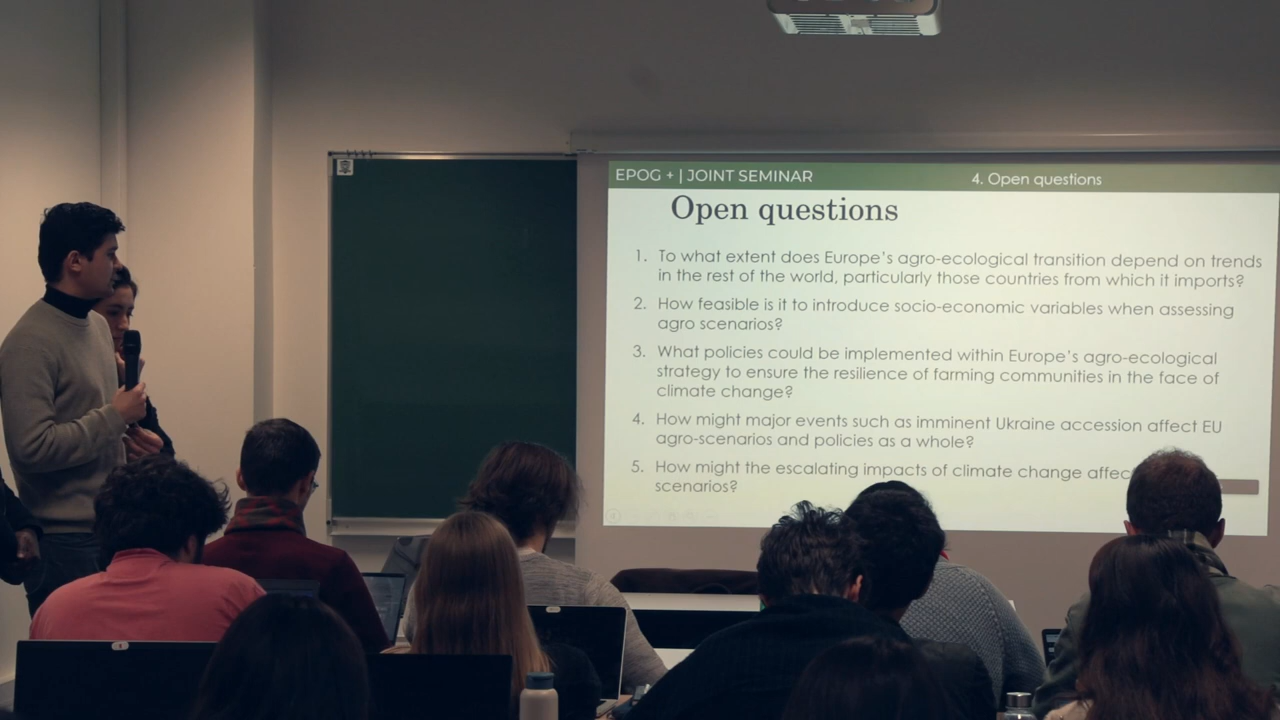 EPOG + | JOINT SEMINAR
4. Open questions
Open questions
1. To what extent does Europe's agro-ecological transition depend on trends
in the rest of the world, particularly those countries from which it imports?
2. How feasible is it to introduce socio-economic variables when assessing
agro scenarios?
3. What policies could be implemented within Europe's agro-ecological
strategy to ensure the resilience of farming communities in the face of
climate change?
4. How might major events such as imminent Ukraine accession affect EU
agro-scenarios and policies as a whole?
5. How might the escalating impacts of climate change affec
scenarios?